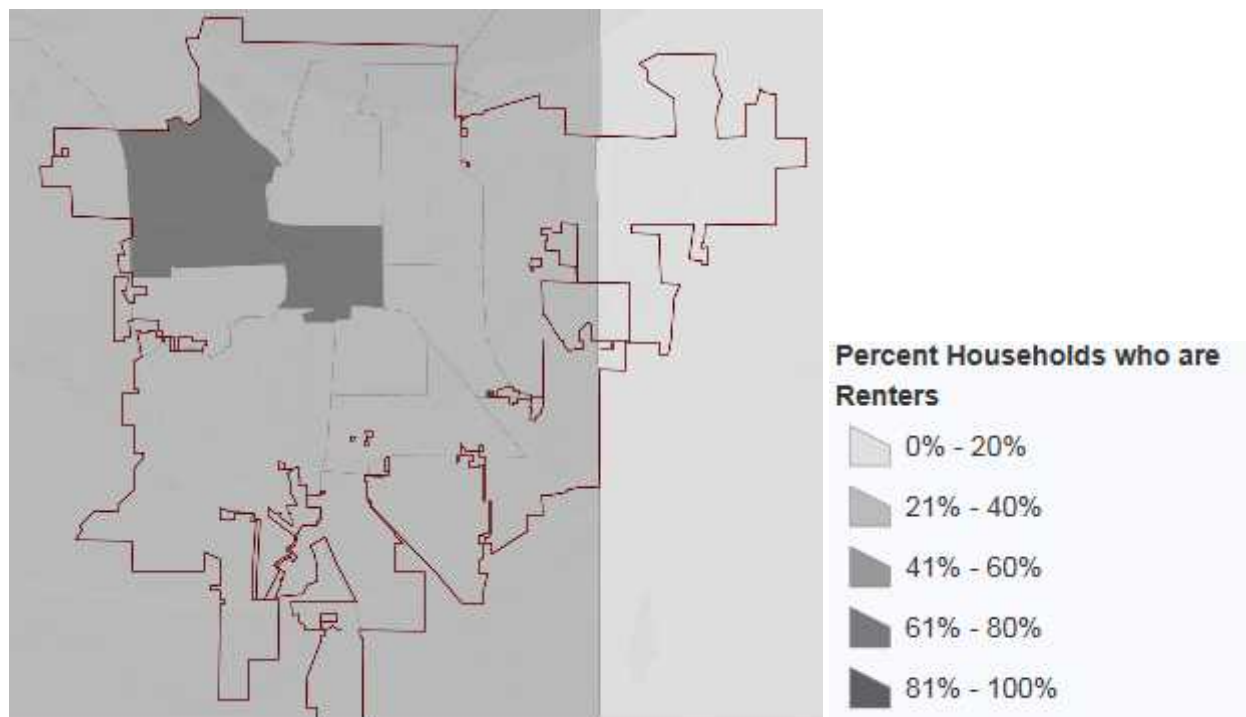 Percent Households who are
Renters
0% - 20%
21% - 40%
41% - 60%
61% - 80%
81% - 100%